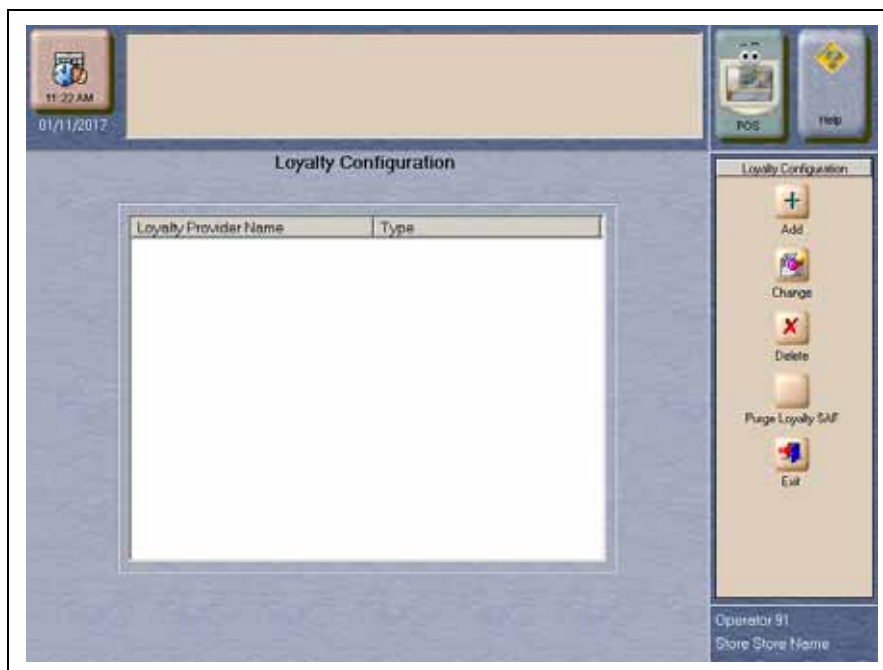 11:22 AM
01/11/2017
POS
Help
Loyalty Configuration
Loyalty Provider Name Type
Loyalty Configuration
Add
Change
Delete
Purge Loyalty SAF
Exit
Operator 91
Store Store Name